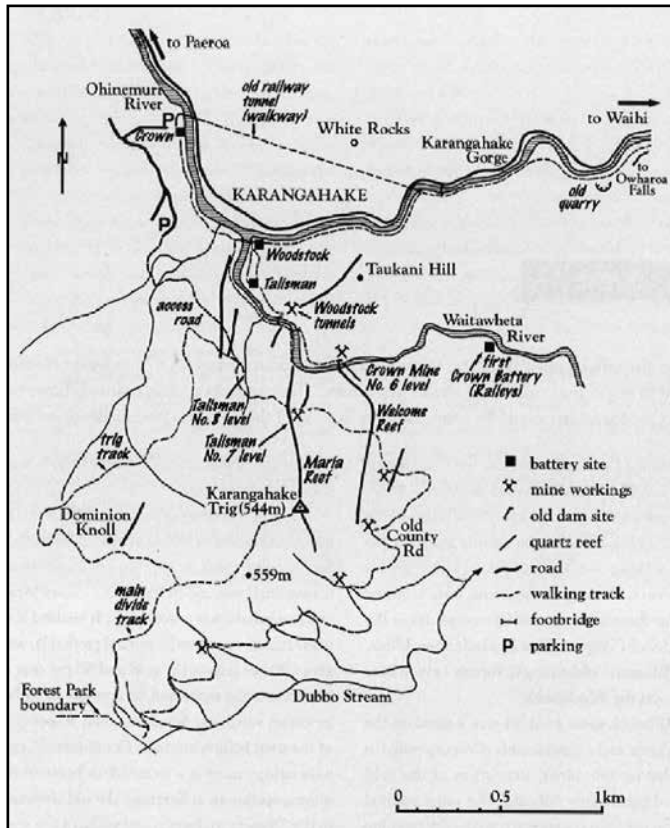 to Paeroa
Ohinemuri
River
old railway
tunnel
(walkway)
to Waihi
P
Crown
White Rocks
Karangahake
Gorge
N
to
Owharoa
Falls
old
quarry
KARANGAHAKE
P
Woodstock
Talisman
Taukani Hill
access
road
Woodstock
tunnels
Waitawheta
River
Crown Mine
No. 6 level
first
Crown Battery
(Raileys)
Talisman
No. 8 level
Welcome
Reef
Talisman
No. 7 level
trig
track
Maria
Reef
Karangahake
Trig (544m)
Dominion
Knoll
old
County
Rd
559m
main
divide
track
Forest Park
boundary
Dubbo Stream
battery site
mine workings
old dam site
quartz reef
road
walking track
footbridge
P parking
0 0.5 1km